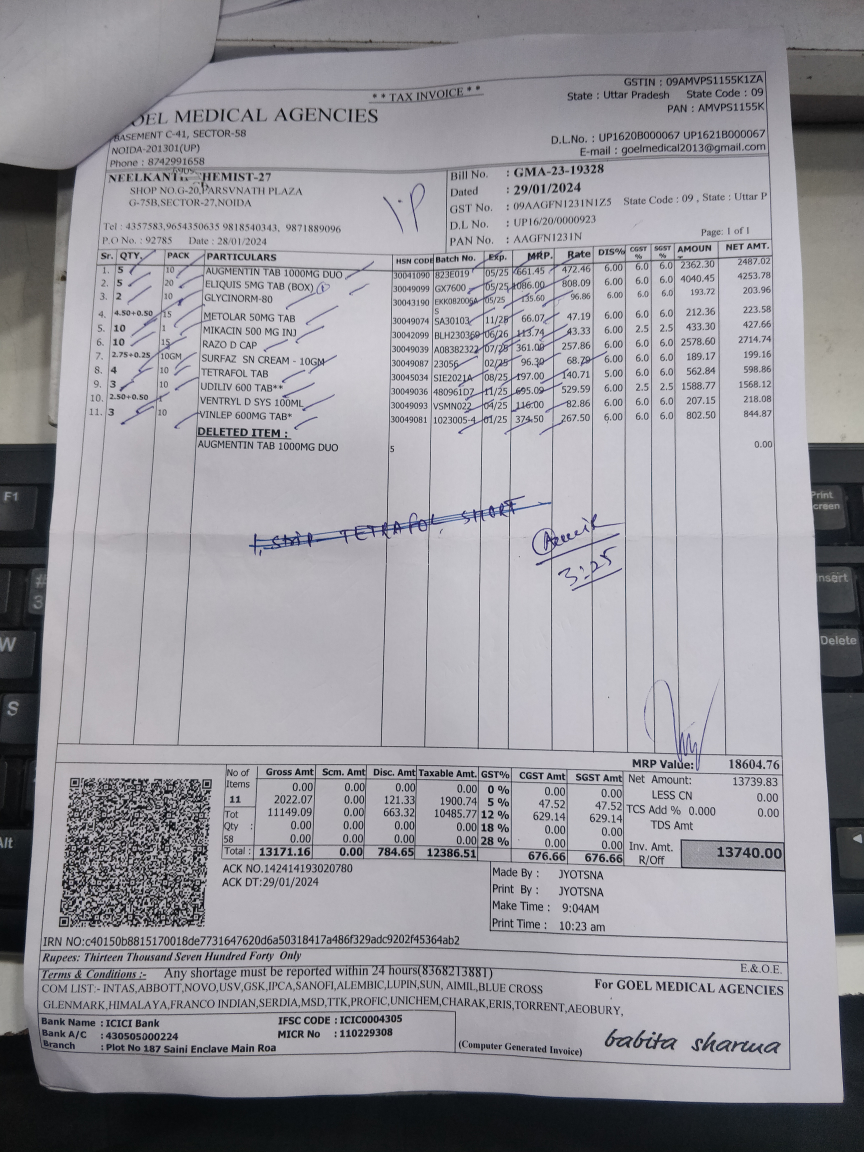 * * TAX INVOICE * *
GSTIN : 09AMVPS1155K1ZA
State : Uttar Pradesh State Code : 09
PAN : AMVPS1155K
OEL MEDICAL AGENCIES
BASEMENT C-41, SECTOR-58
NOIDA-201301(UP)
Phone : 8742991658
D.L.No. : UP1620B000067 UP1621B000067
E-mail : goelmedical2013@gmail.com
NEELKANT HEMIST-27
SHOP NO.G-20,PARSVNATH PLAZA
G-75B,SECTOR-27,NOIDA
Tel : 4357583,9654350635 9818540343, 9871889096
P.O No. : 92785 Date : 28/01/2024
Bill No. : GMA-23-19328
Dated : 29/01/2024
GST No. : 09AAGFN1231N1Z5 State Code : 09 , State : Uttar P
D.L No. : UP16/20/0000923
PAN No. : AAGFN1231N
Page: 1 of 1
Sr. QTY. PACK PARTICULARS HSN CODE Batch No. Exp. MRP. Rate DIS% CGST % SGST % AMOUN NET AMT.
1. 5 10 AUGMENTIN TAB 1000MG DUO 30041090 823E019 05/25 661.45 472.46 6.00 6.0 6.0 2362.30 2487.02
2. 5 20 ELIQUIS 5MG TAB (BOX) 30049099 GX7600 05/25 1086.00 808.09 6.00 6.0 6.0 4040.45 4253.78
3. 2 10 GLYCINORM-80 30043190 EKK082006A 05/25 135.60 96.86 6.00 6.0 6.0 193.72 203.96
4. 4.50+0.50 15 METOLAR 50MG TAB 30049074 SA30103 11/25 66.07 47.19 6.00 6.0 6.0 212.36 223.58
5. 10 1 MIKACIN 500 MG INJ 30042099 BLH230360 06/26 113.74 43.33 6.00 2.5 2.5 433.30 427.66
6. 10 15 RAZO D CAP 30049039 A08382322 07/25 361.00 257.86 6.00 6.0 6.0 2578.60 2714.74
7. 2.75+0.25 10GM SURFAZ SN CREAM - 10GM 30049087 23056 02/25 96.30 68.79 6.00 6.0 6.0 189.17 199.16
8. 4 10 TETRAFOL TAB 30045034 SIE2021A 08/25 197.00 140.71 5.00 6.0 6.0 562.84 598.86
9. 3 10 UDILIV 600 TAB** 30049036 480961D7 11/25 695.09 529.59 6.00 2.5 2.5 1588.77 1568.12
10. 2.50+0.50 VENTRYL D SYS 100ML 30049093 VSMN022 04/25 116.00 82.86 6.00 6.0 6.0 207.15 218.08
11. 3 10 VINLEP 600MG TAB* 30049081 1023005-4 01/25 374.50 267.50 6.00 6.0 6.0 802.50 844.87
DELETED ITEM :
AUGMENTIN TAB 1000MG DUO 5 0.00
1, Strip TETRAFOL, SHORT
3:25
MRP Value: 18604.76
No of Items Gross Amt Scm. Amt Disc. Amt Taxable Amt. GST% CGST Amt SGST Amt
0.00 0.00 0.00 0.00 0 % 0.00 0.00
11 2022.07 0.00 121.33 1900.74 5 % 47.52 47.52
Tot 11149.09 0.00 663.32 10485.77 12 % 629.14 629.14
Qty : 0.00 0.00 0.00 0.00 18 % 0.00 0.00
58 0.00 0.00 0.00 0.00 28 % 0.00 0.00
Total : 13171.16 0.00 784.65 12386.51 676.66 676.66
Net Amount: 13739.83
LESS CN 0.00
TCS Add % 0.000 0.00
TDS Amt 0.00
Inv. Amt. 13740.00
R/Off
ACK NO.142414193020780
ACK DT:29/01/2024
Made By : JYOTSNA
Print By : JYOTSNA
Make Time : 9:04AM
Print Time : 10:23 am
IRN NO:c40150b8815170018de7731647620d6a50318417a486f329adc9202f45364ab2
Rupees: Thirteen Thousand Seven Hundred Forty Only
E.& O.E.
Terms & Conditions :- Any shortage must be reported within 24 hours(8368213881)
COM LIST:- INTAS,ABBOTT,NOVO,USV,GSK,IPCA,SANOFI,ALEMBIC,LUPIN,SUN, AIMIL,BLUE CROSS
GLENMARK,HIMALAYA,FRANCO INDIAN,SERDIA,MSD,TTK,PROFIC,UNICHEM,CHARAK,ERIS,TORRENT,AEOBURY,
For GOEL MEDICAL AGENCIES
Bank Name : ICICI Bank IFSC CODE : ICIC0004305
Bank A/C : 430505000224 MICR No : 110229308
Branch : Plot No 187 Saini Enclave Main Roa
(Computer Generated Invoice)
babita sharma
F1
Print
Screen
Insert
Delete
W
S
Alt